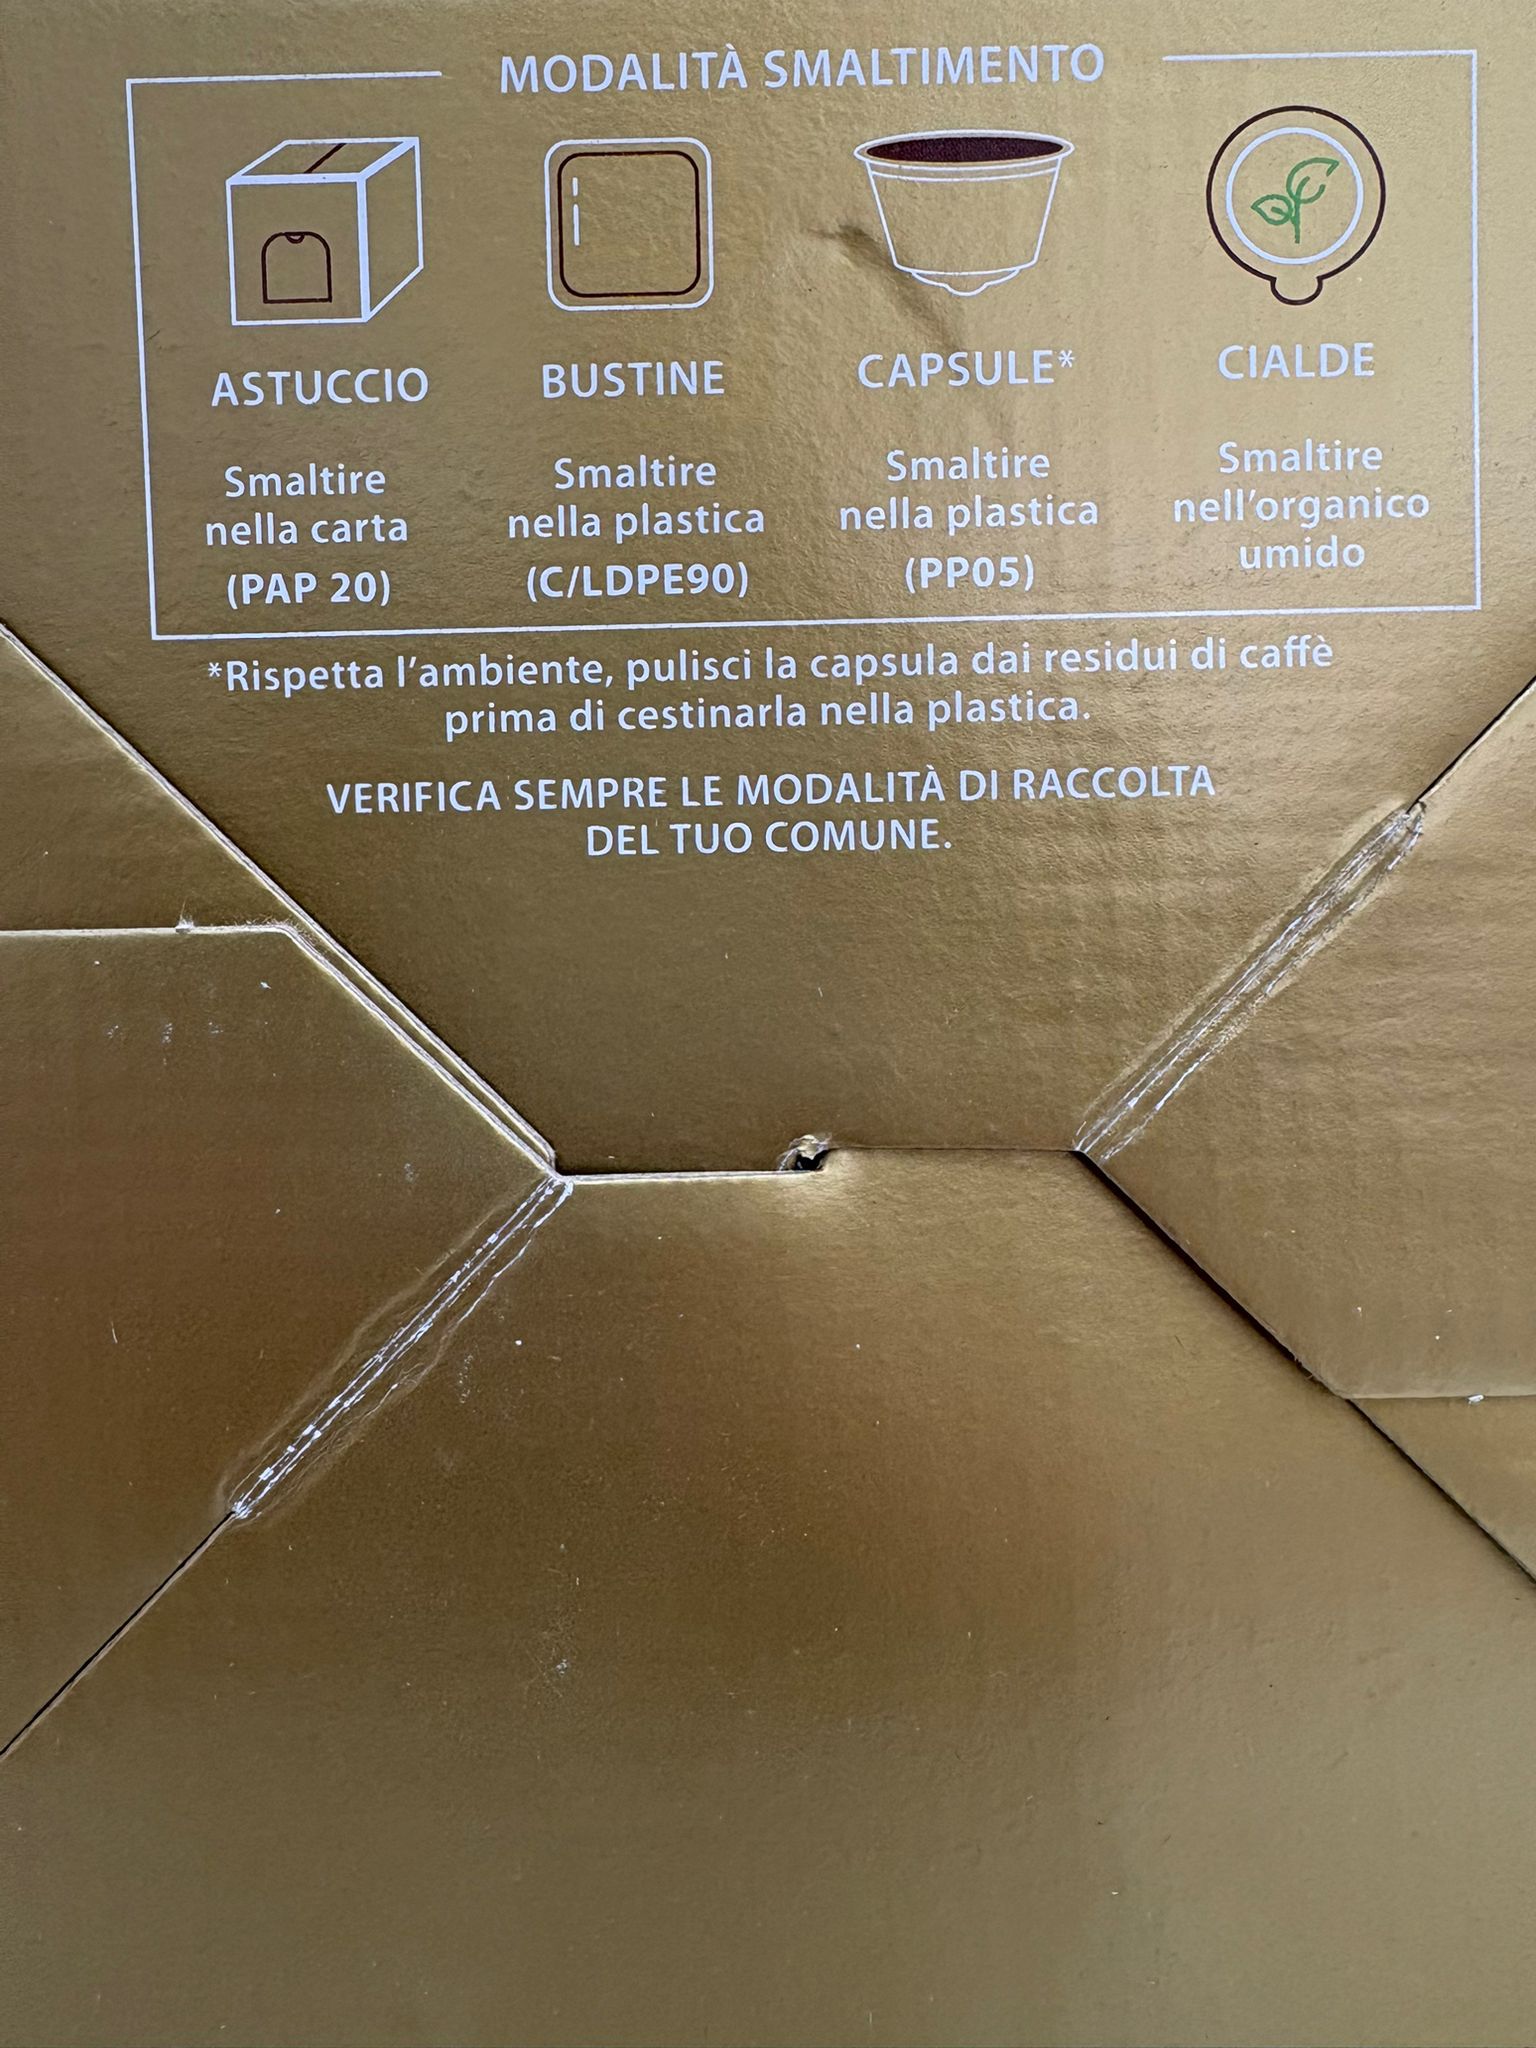 MODALITÀ SMALTIMENTO
ASTUCCIO
Smaltire
nella carta
(PAP 20)
BUSTINE
Smaltire
nella plastica
(C/LDPE90)
CAPSULE*
Smaltire
nella plastica
(PP05)
CIALDE
Smaltire
nell'organico
umido
*Rispetta l'ambiente, pulisci la capsula dai residui di caffè
prima di cestinarla nella plastica.
VERIFICA SEMPRE LE MODALITÀ DI RACCOLTA
DEL TUO COMUNE.